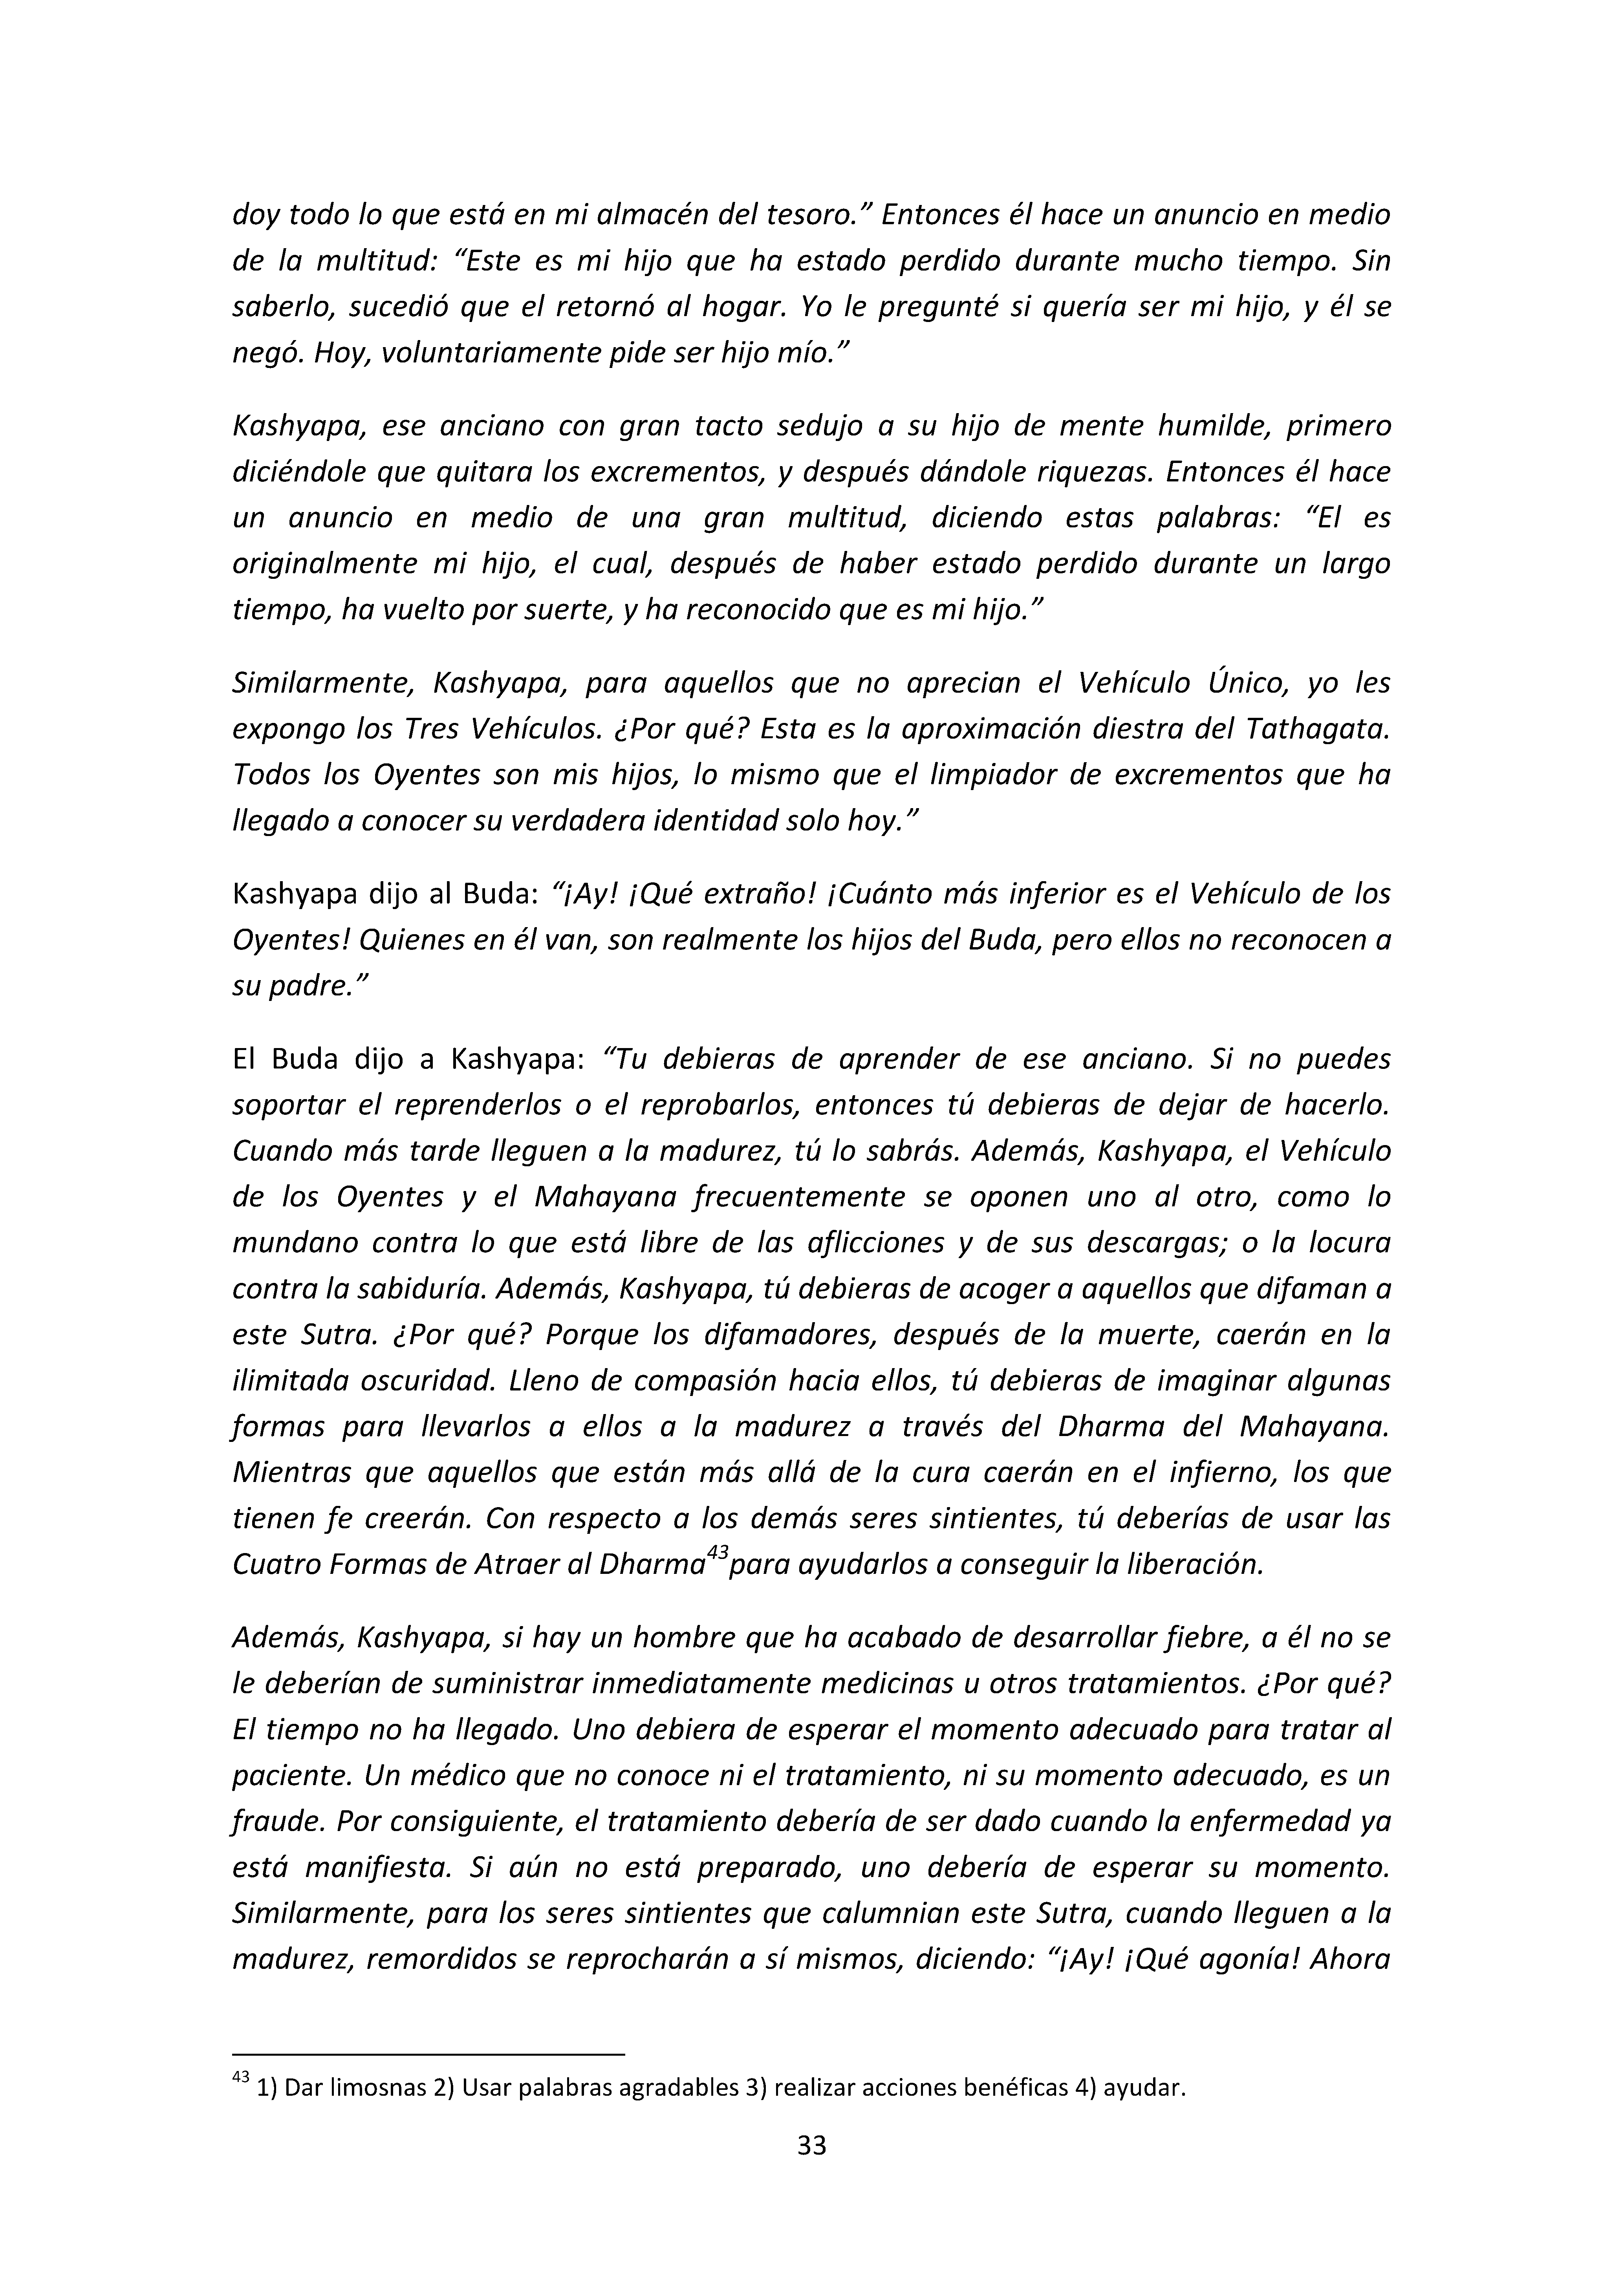 doy todo lo que está en mi almacén del tesoro.” Entonces él hace un anuncio en medio
de la multitud: “Este es mi hijo que ha estado perdido durante mucho tiempo. Sin
saberlo, sucedió que el retornó al hogar. Yo le pregunté si quería ser mi hijo, y él se
negó. Hoy, voluntariamente pide ser hijo mío.”
Kashyapa, ese anciano con gran tacto sedujo a su hijo de mente humilde, primero
diciéndole que quitara los excrementos, y después dándole riquezas. Entonces él hace
un anuncio en medio de una gran multitud, diciendo estas palabras: “El es
originalmente mi hijo, el cual, después de haber estado perdido durante un largo
tiempo, ha vuelto por suerte, y ha reconocido que es mi hijo.”
Similarmente, Kashyapa, para aquellos que no aprecian el Vehículo Único, yo les
expongo los Tres Vehículos. ¿Por qué? Esta es la aproximación diestra del Tathagata.
Todos los Oyentes son mis hijos, lo mismo que el limpiador de excrementos que ha
llegado a conocer su verdadera identidad solo hoy.”
Kashyapa dijo al Buda: “¡Ay! ¡Qué extraño! ¡Cuánto más inferior es el Vehículo de los
Oyentes! Quienes en él van, son realmente los hijos del Buda, pero ellos no reconocen a
su padre.”
El Buda dijo a Kashyapa: “Tu debieras de aprender de ese anciano. Si no puedes
soportar el reprenderlos o el reprobarlos, entonces tú debieras de dejar de hacerlo.
Cuando más tarde lleguen a la madurez, tú lo sabrás. Además, Kashyapa, el Vehículo
de los Oyentes y el Mahayana frecuentemente se oponen uno al otro, como lo
mundano contra lo que está libre de las aflicciones y de sus descargas; o la locura
contra la sabiduría. Además, Kashyapa, tú debieras de acoger a aquellos que difaman a
este Sutra. ¿Por qué? Porque los difamadores, después de la muerte, caerán en la
ilimitada oscuridad. Lleno de compasión hacia ellos, tú debieras de imaginar algunas
formas para llevarlos a ellos a la madurez a través del Dharma del Mahayana.
Mientras que aquellos que están más allá de la cura caerán en el infierno, los que
tienen fe creerán. Con respecto a los demás seres sintientes, tú deberías de usar las
Cuatro Formas de Atraer al Dharma43para ayudarlos a conseguir la liberación.
Además, Kashyapa, si hay un hombre que ha acabado de desarrollar fiebre, a él no se
le deberían de suministrar inmediatamente medicinas u otros tratamientos. ¿Por qué?
El tiempo no ha llegado. Uno debiera de esperar el momento adecuado para tratar al
paciente. Un médico que no conoce ni el tratamiento, ni su momento adecuado, es un
fraude. Por consiguiente, el tratamiento debería de ser dado cuando la enfermedad ya
está manifiesta. Si aún no está preparado, uno debería de esperar su momento.
Similarmente, para los seres sintientes que calumnian este Sutra, cuando lleguen a la
madurez, remordidos se reprocharán a sí mismos, diciendo: “¡Ay! ¡Qué agonía! Ahora
43 1) Dar limosnas 2) Usar palabras agradables 3) realizar acciones benéficas 4) ayudar.
33